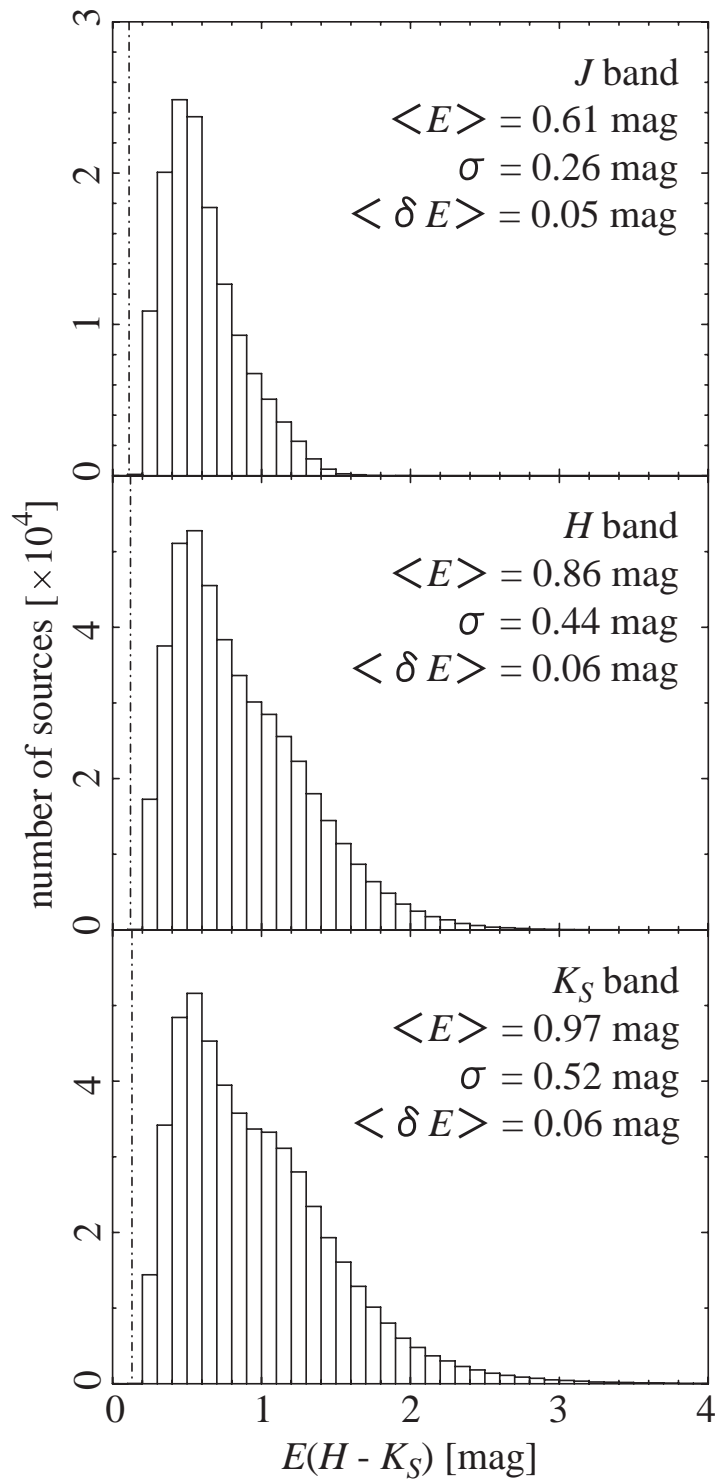 3
2
1
0
J band
<E> = 0.61 mag
σ = 0.26 mag
< δ E> = 0.05 mag
number of sources [×10⁴]
4
2
0
H band
<E> = 0.86 mag
σ = 0.44 mag
< δ E> = 0.06 mag
4
2
0
K_S band
<E> = 0.97 mag
σ = 0.52 mag
< δ E> = 0.06 mag
0 1 2 3 4
E(H - K_S) [mag]